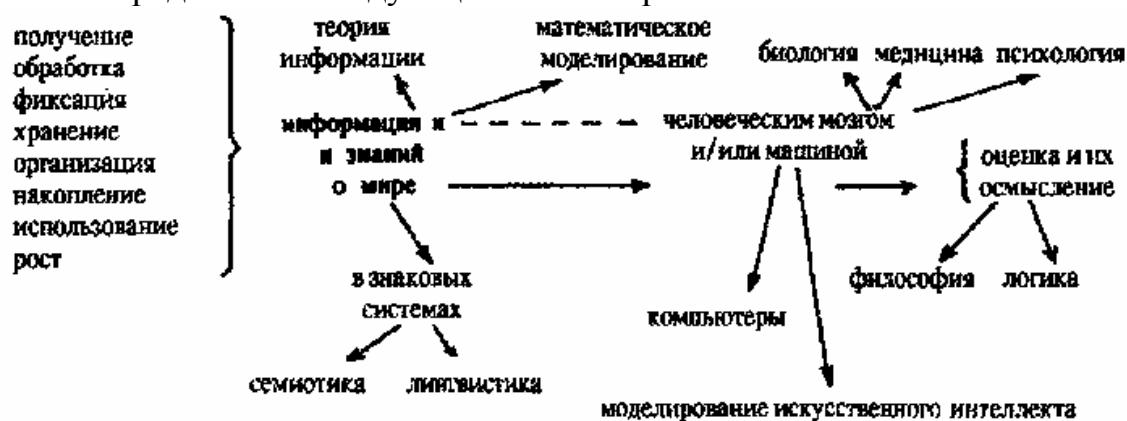 получение
обработка
фиксация
хранение
организация
накопление
использование
рост
теория
информации
математическое
моделирование
биология медицина психология
информация и
и знаний
о мире
человеческим мозгом
и/или машиной
оценка и их
осмысление
в знаковых
системах
семиотика лингвистика
компьютеры
философия логика
моделирование искусственного интеллекта